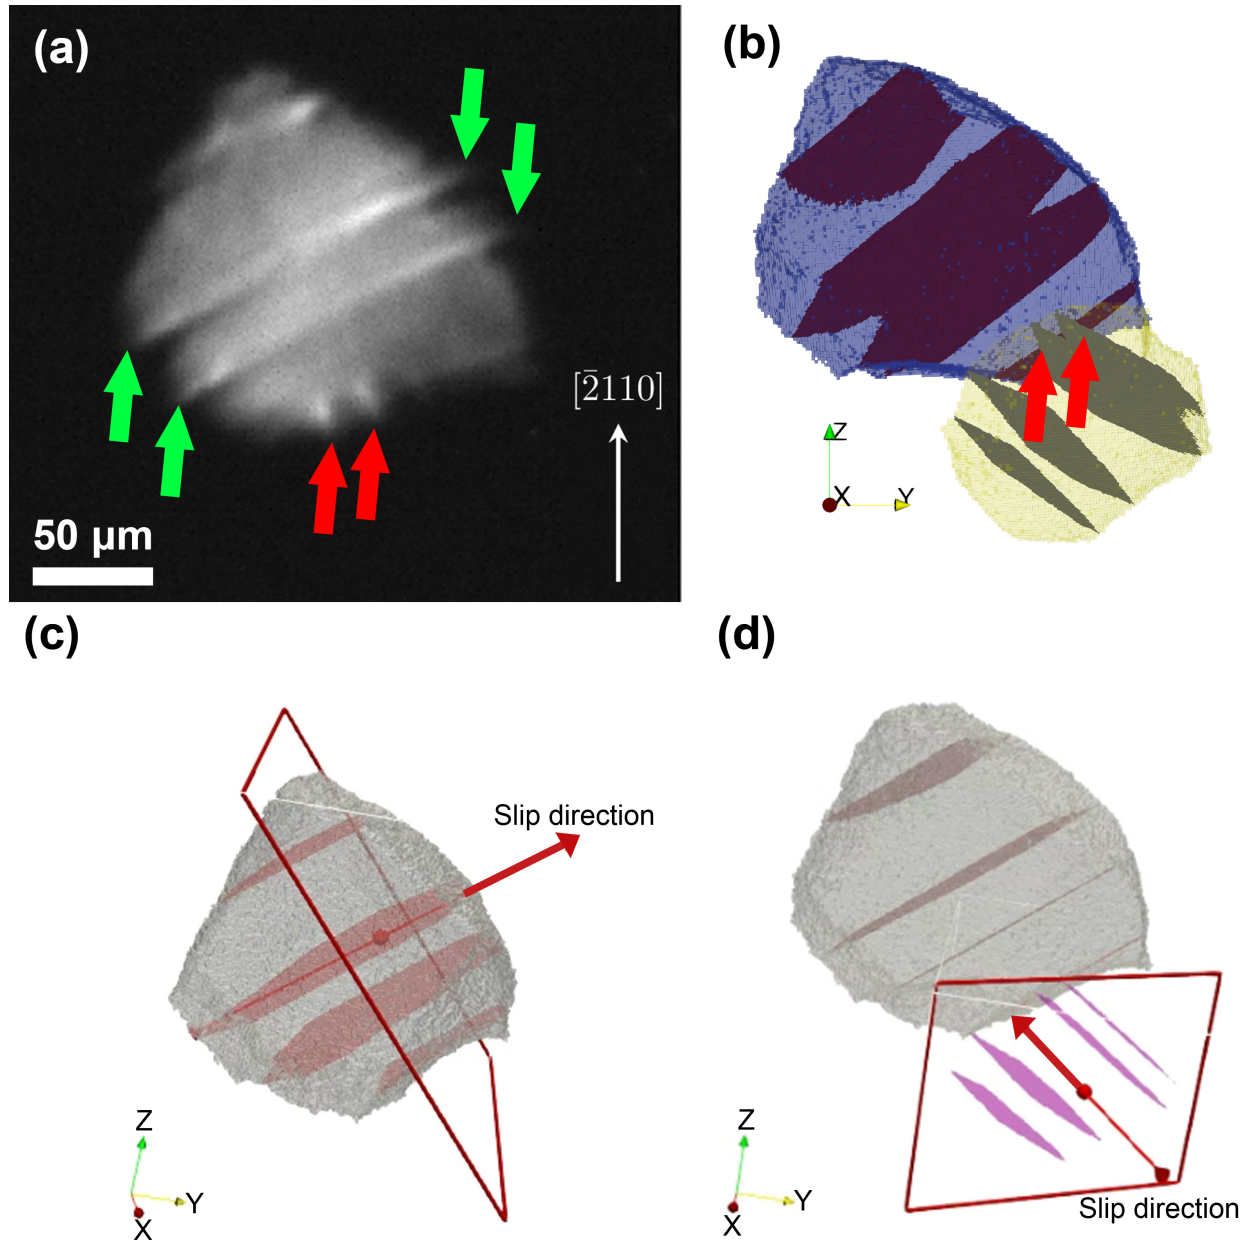 (a)
[2̄110]
50 µm
(b)
Z
X
Y
(c)
Slip direction
Z
Y
X
(d)
Z
Y
X
Slip direction